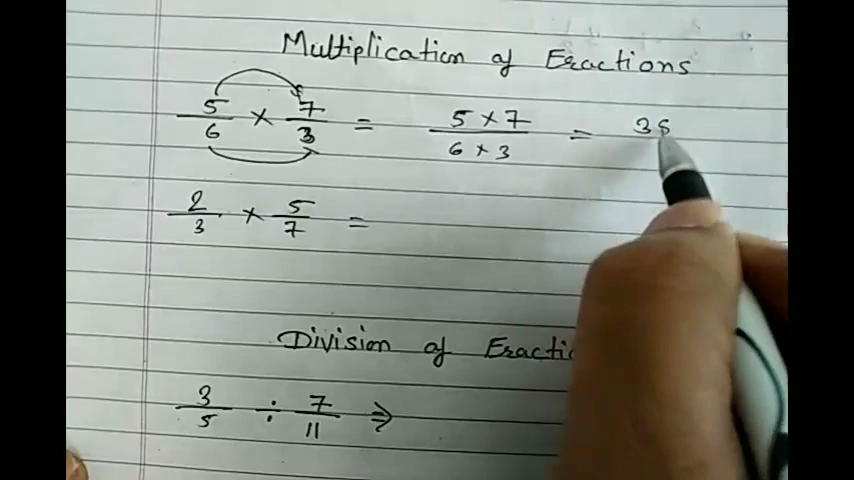 Multiplication of Fractions
5/6 × 7/3 = 5 × 7 / 6 × 3 = 35
2/3 × 5/7 =
Division of
3/5 ÷ 7/11 ⇒